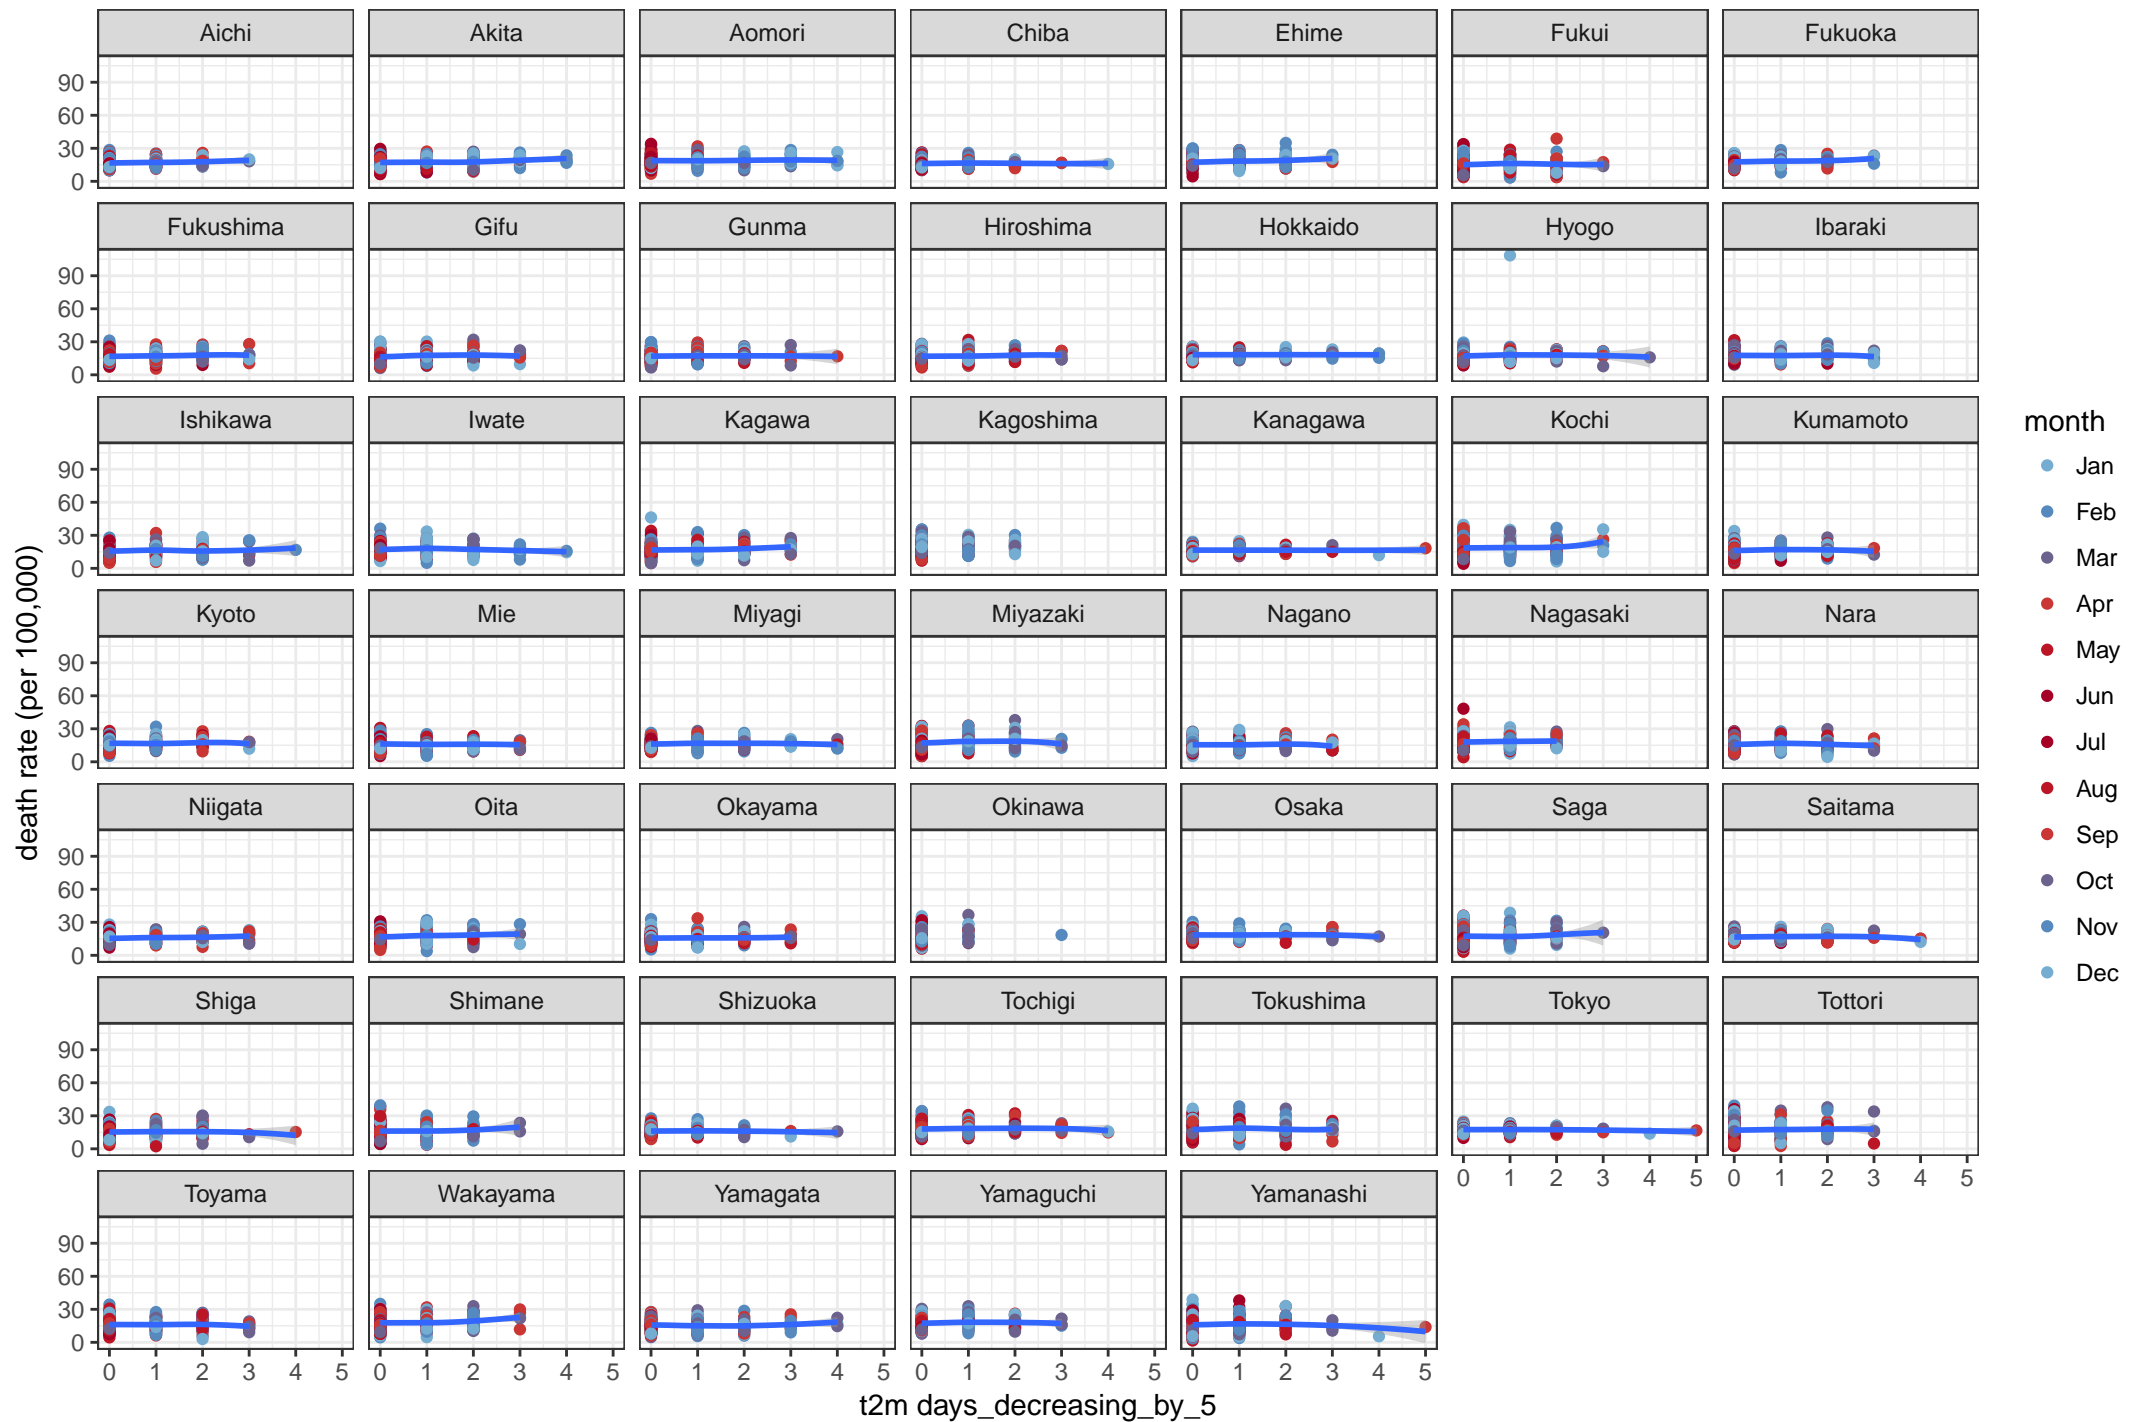 Aichi Akita Aomori Chiba Ehime Fukui Fukuoka
90
60
30
0
Fukushima Gifu Gunma Hiroshima Hokkaido Hyogo Ibaraki
90
60
30
0
Ishikawa Iwate Kagawa Kagoshima Kanagawa Kochi Kumamoto
90
60
30
0
Kyoto Mie Miyagi Miyazaki Nagano Nagasaki Nara
90
60
30
0
Niigata Oita Okayama Okinawa Osaka Saga Saitama
90
60
30
0
Shiga Shimane Shizuoka Tochigi Tokushima Tokyo Tottori
90
60
30
0
0 1 2 3 4 5 0 1 2 3 4 5
Toyama Wakayama Yamagata Yamaguchi Yamanashi
90
60
30
0
0 1 2 3 4 5 0 1 2 3 4 5 0 1 2 3 4 5 0 1 2 3 4 5 0 1 2 3 4 5
t2m days_decreasing_by_5
death rate (per 100,000)
month
Jan
Feb
Mar
Apr
May
Jun
Jul
Aug
Sep
Oct
Nov
Dec